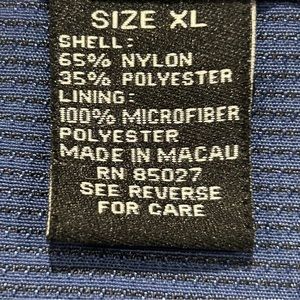 SIZE XL
SHELL:
65% NYLON
35% POLYESTER
LINING:
100% MICROFIBER
POLYESTER
MADE IN MACAU
RN 85027
SEE REVERSE
FOR CARE